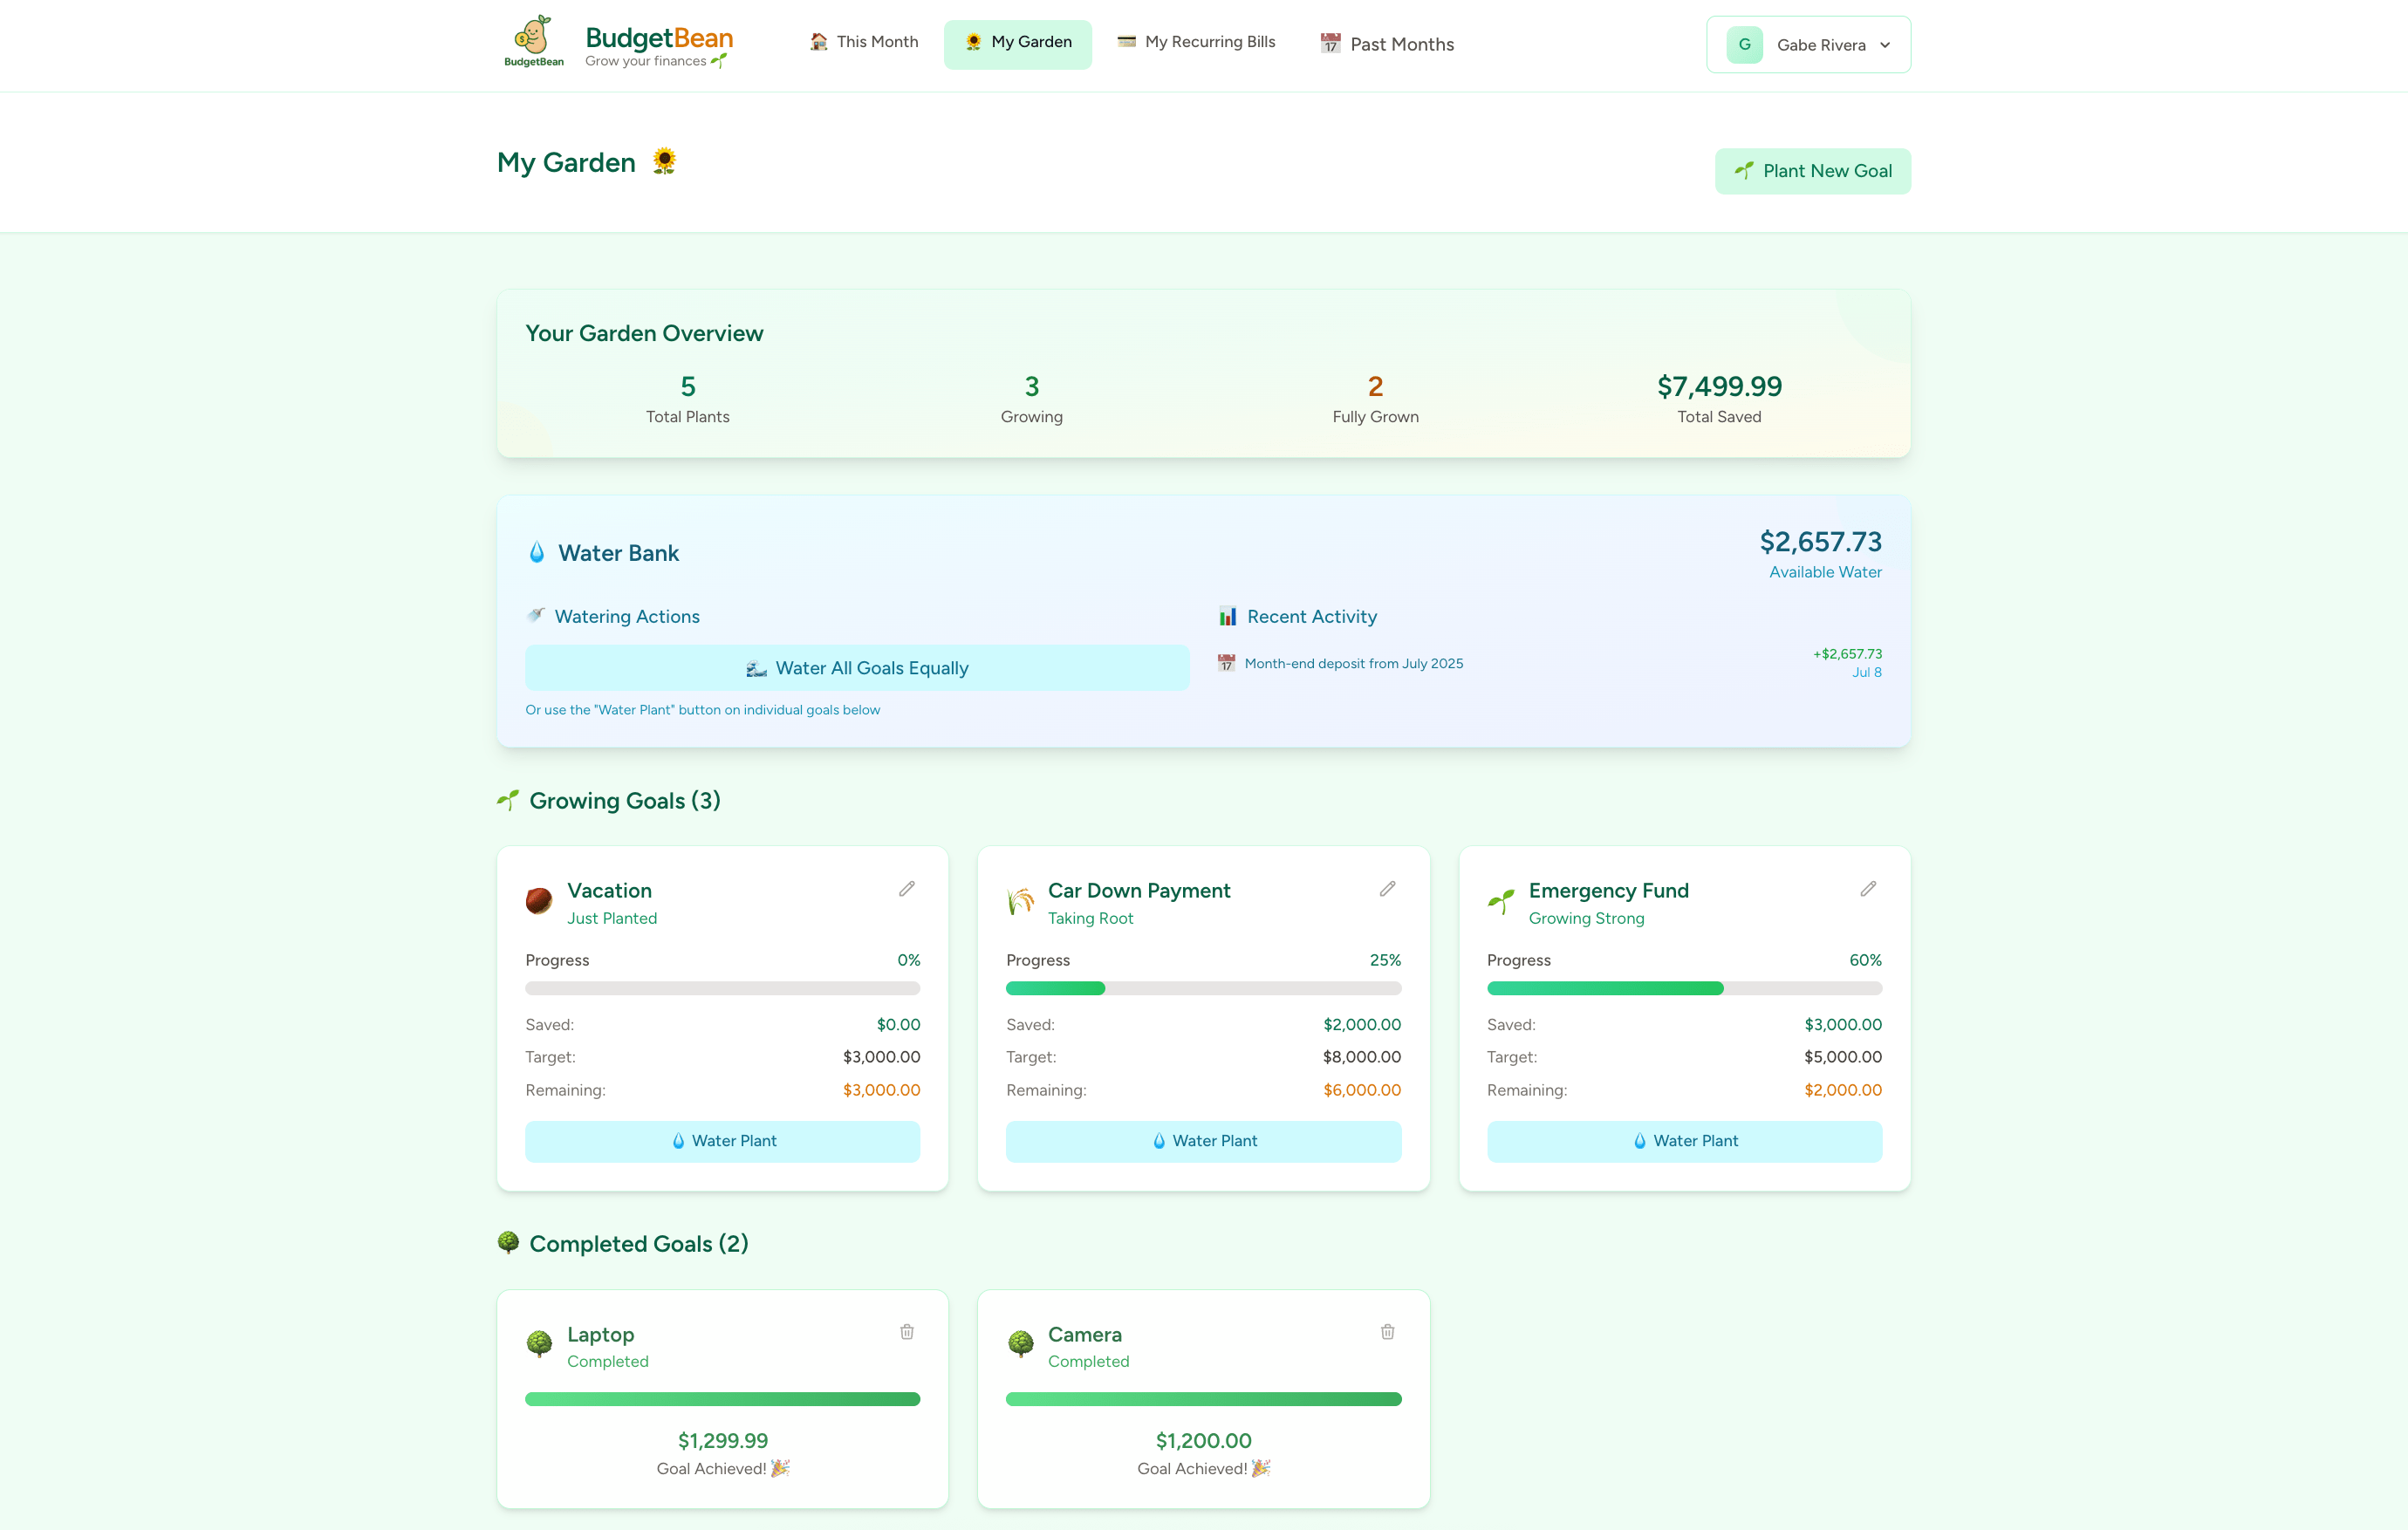 BudgetBean
BudgetBean
Grow your finances
This Month
My Garden
My Recurring Bills
Past Months
G
Gabe Rivera
My Garden
Plant New Goal
Your Garden Overview
5
Total Plants
3
Growing
2
Fully Grown
$7,499.99
Total Saved
Water Bank
$2,657.73
Available Water
Watering Actions
Water All Goals Equally
Or use the "Water Plant" button on individual goals below
Recent Activity
Month-end deposit from July 2025
+$2,657.73
Jul 8
Growing Goals (3)
Vacation
Just Planted
Progress 0%
Saved: $0.00
Target: $3,000.00
Remaining: $3,000.00
Water Plant
Car Down Payment
Taking Root
Progress 25%
Saved: $2,000.00
Target: $8,000.00
Remaining: $6,000.00
Water Plant
Emergency Fund
Growing Strong
Progress 60%
Saved: $3,000.00
Target: $5,000.00
Remaining: $2,000.00
Water Plant
Completed Goals (2)
Laptop
Completed
$1,299.99
Goal Achieved!
Camera
Completed
$1,200.00
Goal Achieved!